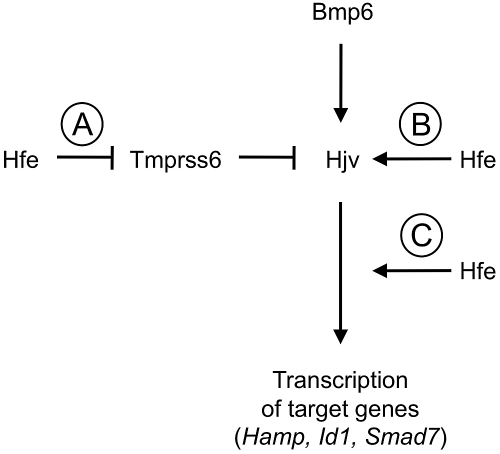 Bmp6
A
B
Hfe
Tmprss6
Hjv
Hfe
C
Hfe
Transcription
of target genes
(Hamp, Id1, Smad7)